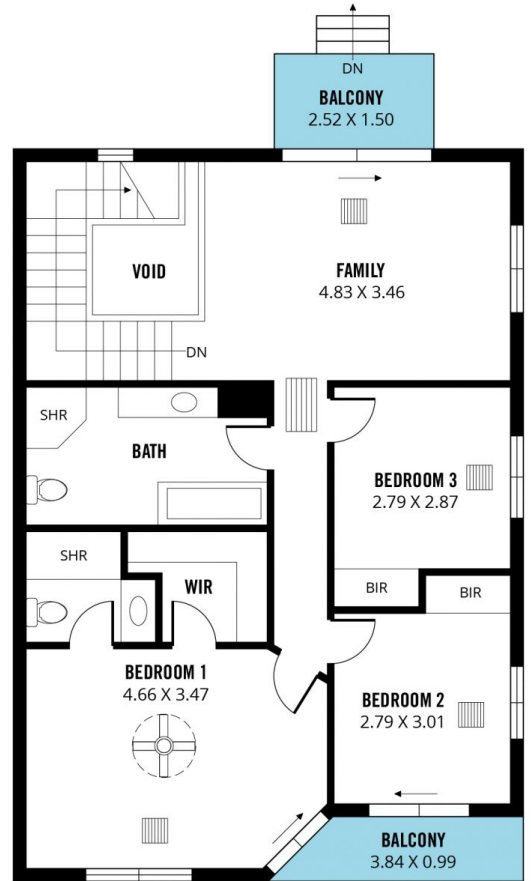 DN
BALCONY
2.52 X 1.50
VOID
FAMILY
4.83 X 3.46
DN
SHR
BATH
BEDROOM 3
2.79 X 2.87
SHR
WIR
BIR
BIR
BEDROOM 1
4.66 X 3.47
BEDROOM 2
2.79 X 3.01
BALCONY
3.84 X 0.99